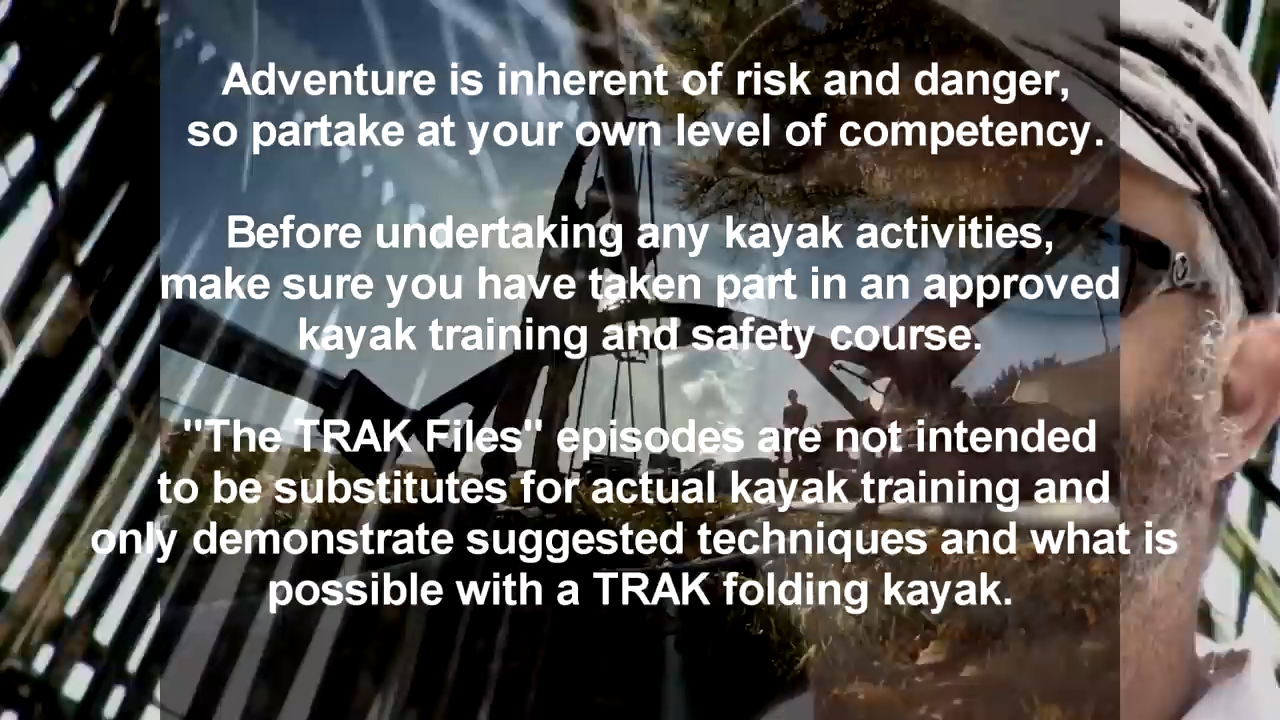 Adventure is inherent of risk and danger,
so partake at your own level of competency.
Before undertaking any kayak activities,
make sure you have taken part in an approved
kayak training and safety course.
"The TRAK Files" episodes are not intended
to be substitutes for actual kayak training and
only demonstrate suggested techniques and what is
possible with a TRAK folding kayak.